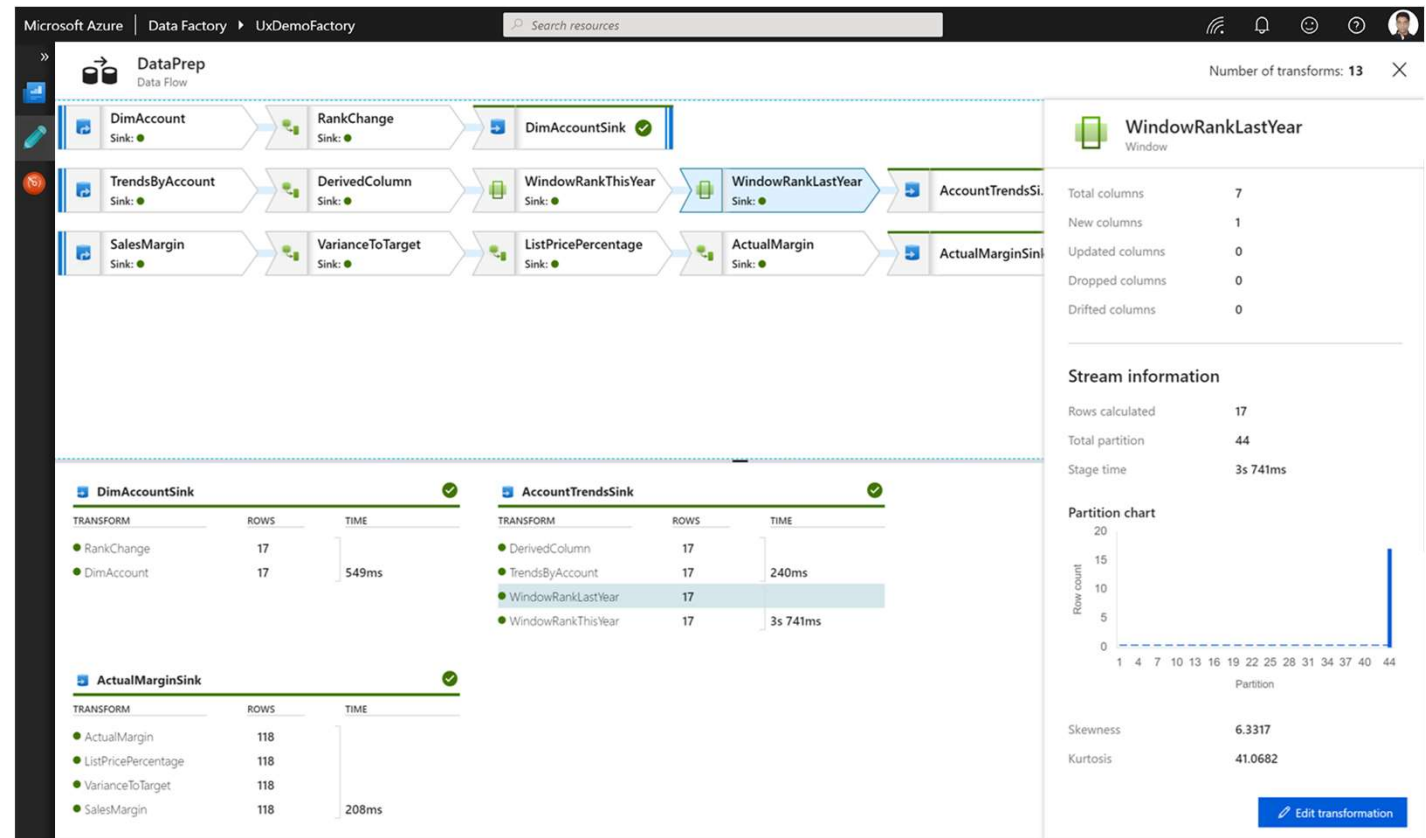 Microsoft Azure Data Factory UxDemoFactory Search resources
»
DataPrep
Data Flow
Number of transforms: 13
DimAccount RankChange DimAccountSink
Sink: Sink:
TrendsByAccount DerivedColumn WindowRankThisYear WindowRankLastYear AccountTrendsSi.
Sink: Sink: Sink: Sink:
SalesMargin VarianceToTarget ListPricePercentage ActualMargin ActualMarginSink
Sink: Sink: Sink: Sink:
DimAccountSink
TRANSFORM ROWS TIME
RankChange 17
DimAccount 17 549ms
AccountTrendsSink
TRANSFORM ROWS TIME
DerivedColumn 17
TrendsByAccount 17 240ms
WindowRankLastYear 17
WindowRankThisYear 17 3s 741ms
ActualMarginSink
TRANSFORM ROWS TIME
ActualMargin 118
ListPricePercentage 118
VarianceToTarget 118
SalesMargin 118 208ms
WindowRankLastYear
Window
Total columns 7
New columns 1
Updated columns 0
Dropped columns 0
Drifted columns 0
Stream information
Rows calculated 17
Total partition 44
Stage time 3s 741ms
Partition chart
20
15
10
5
0
Row count
1 4 7 10 13 16 19 22 25 28 31 34 37 40 44
Partition
Skewness 6.3317
Kurtosis 41.0682
Edit transformation